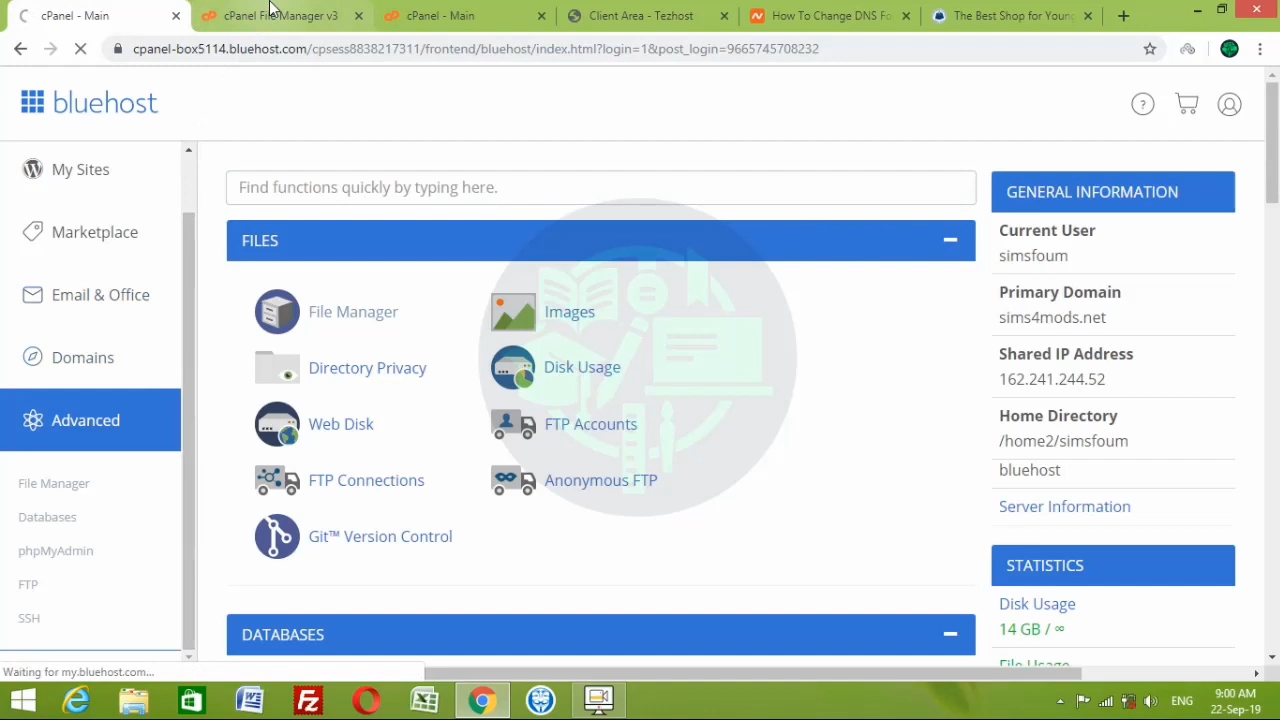 cPanel - Main
cPanel File Manager v3
cPanel - Main
Client Area - Tezhost
How To Change DNS Fo
The Best Shop for Young
cpanel-box5114.bluehost.com/cpsess8838217311/frontend/bluehost/index.html?login=1&post_login=9665745708232
bluehost
?
My Sites
Marketplace
Email & Office
Domains
Advanced
File Manager
Databases
phpMyAdmin
FTP
SSH
Find functions quickly by typing here.
FILES
File Manager
Images
Directory Privacy
Disk Usage
Web Disk
FTP Accounts
FTP Connections
Anonymous FTP
Git™ Version Control
DATABASES
GENERAL INFORMATION
Current User
simsfoum
Primary Domain
sims4mods.net
Shared IP Address
162.241.244.52
Home Directory
/home2/simsfoum
bluehost
Server Information
STATISTICS
Disk Usage
14 GB / ∞
File Usage
Waiting for my.bluehost.com...
ENG
9:00 AM
22-Sep-19